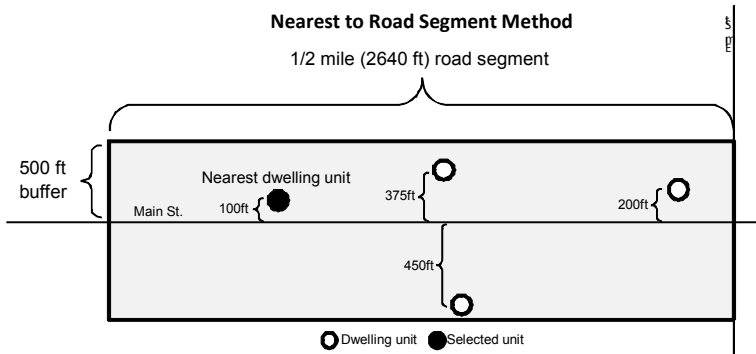 Nearest to Road Segment Method
1/2 mile (2640 ft) road segment
500 ft
buffer
Nearest dwelling unit
Main St.
100ft
375ft
200ft
450ft
Dwelling unit
Selected unit